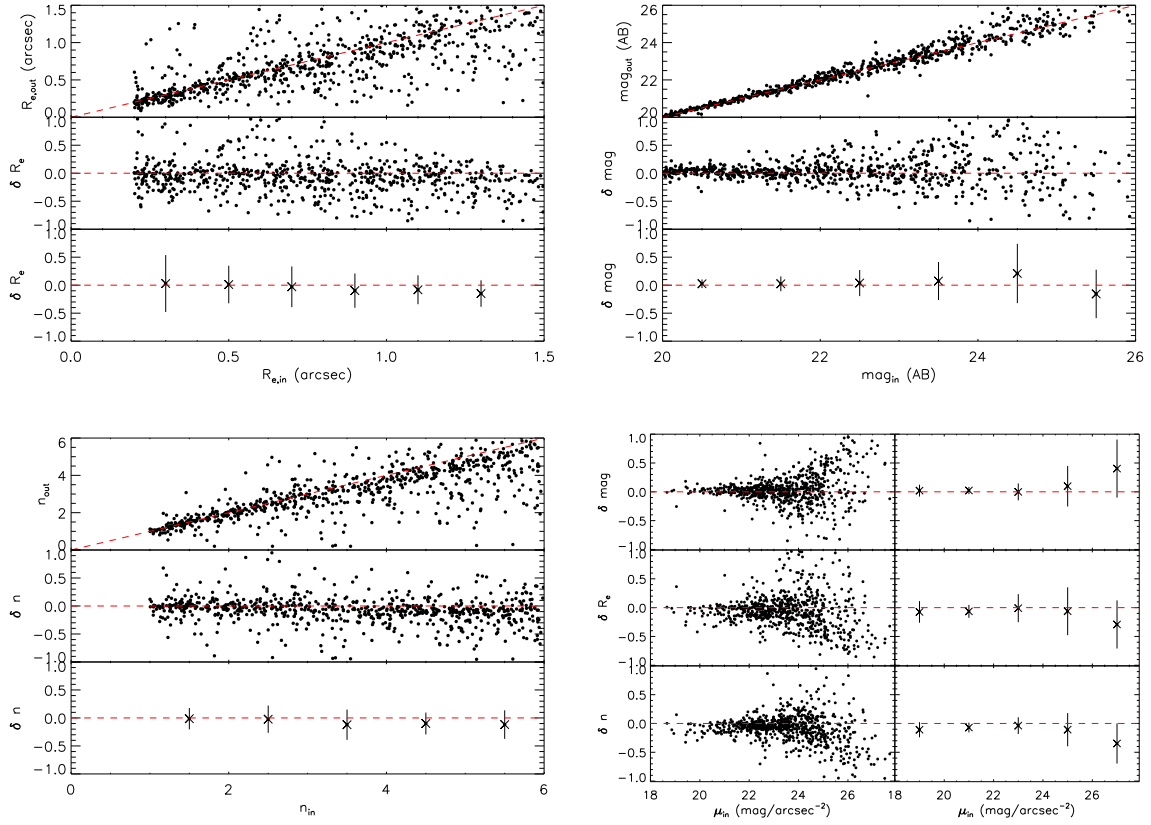 1.5
1.0
0.5
0.0
R_e,out (arcsec)
1.0
0.5
0.0
−0.5
−1.0
δ R_e
1.0
0.5
0.0
−0.5
−1.0
δ R_e
0.0 0.5 1.0 1.5
R_e,in (arcsec)
26
24
22
20
mag_out (AB)
1.0
0.5
0.0
−0.5
−1.0
δ mag
1.0
0.5
0.0
−0.5
−1.0
δ mag
20 22 24 26
mag_in (AB)
6
4
2
0
n_out
1.0
0.5
0.0
−0.5
−1.0
δ n
1.0
0.5
0.0
−0.5
−1.0
δ n
0 2 4 6
n_in
1.0
0.5
0.0
−0.5
−1.0
δ mag
1.0
0.5
0.0
−0.5
−1.0
δ R_e
1.0
0.5
0.0
−0.5
−1.0
δ n
18 20 22 24 26 18 20 22 24 26
μ_in (mag/arcsec⁻²) μ_in (mag/arcsec⁻²)